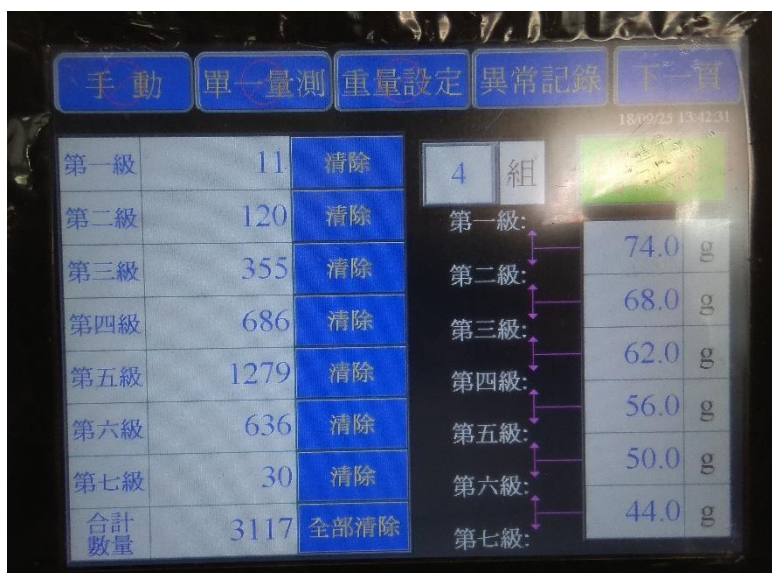 手動 單一量測 重量設定 異常記錄 下一頁
18/09/25 13:42:31
第一級 11 清除
第二級 120 清除
第三級 355 清除
第四級 686 清除
第五級 1279 清除
第六級 636 清除
第七級 30 清除
合計數量 3117 全部清除
4 組
第一級:
74.0 g
第二級:
68.0 g
第三級:
62.0 g
第四級:
56.0 g
第五級:
50.0 g
第六級:
44.0 g
第七級: